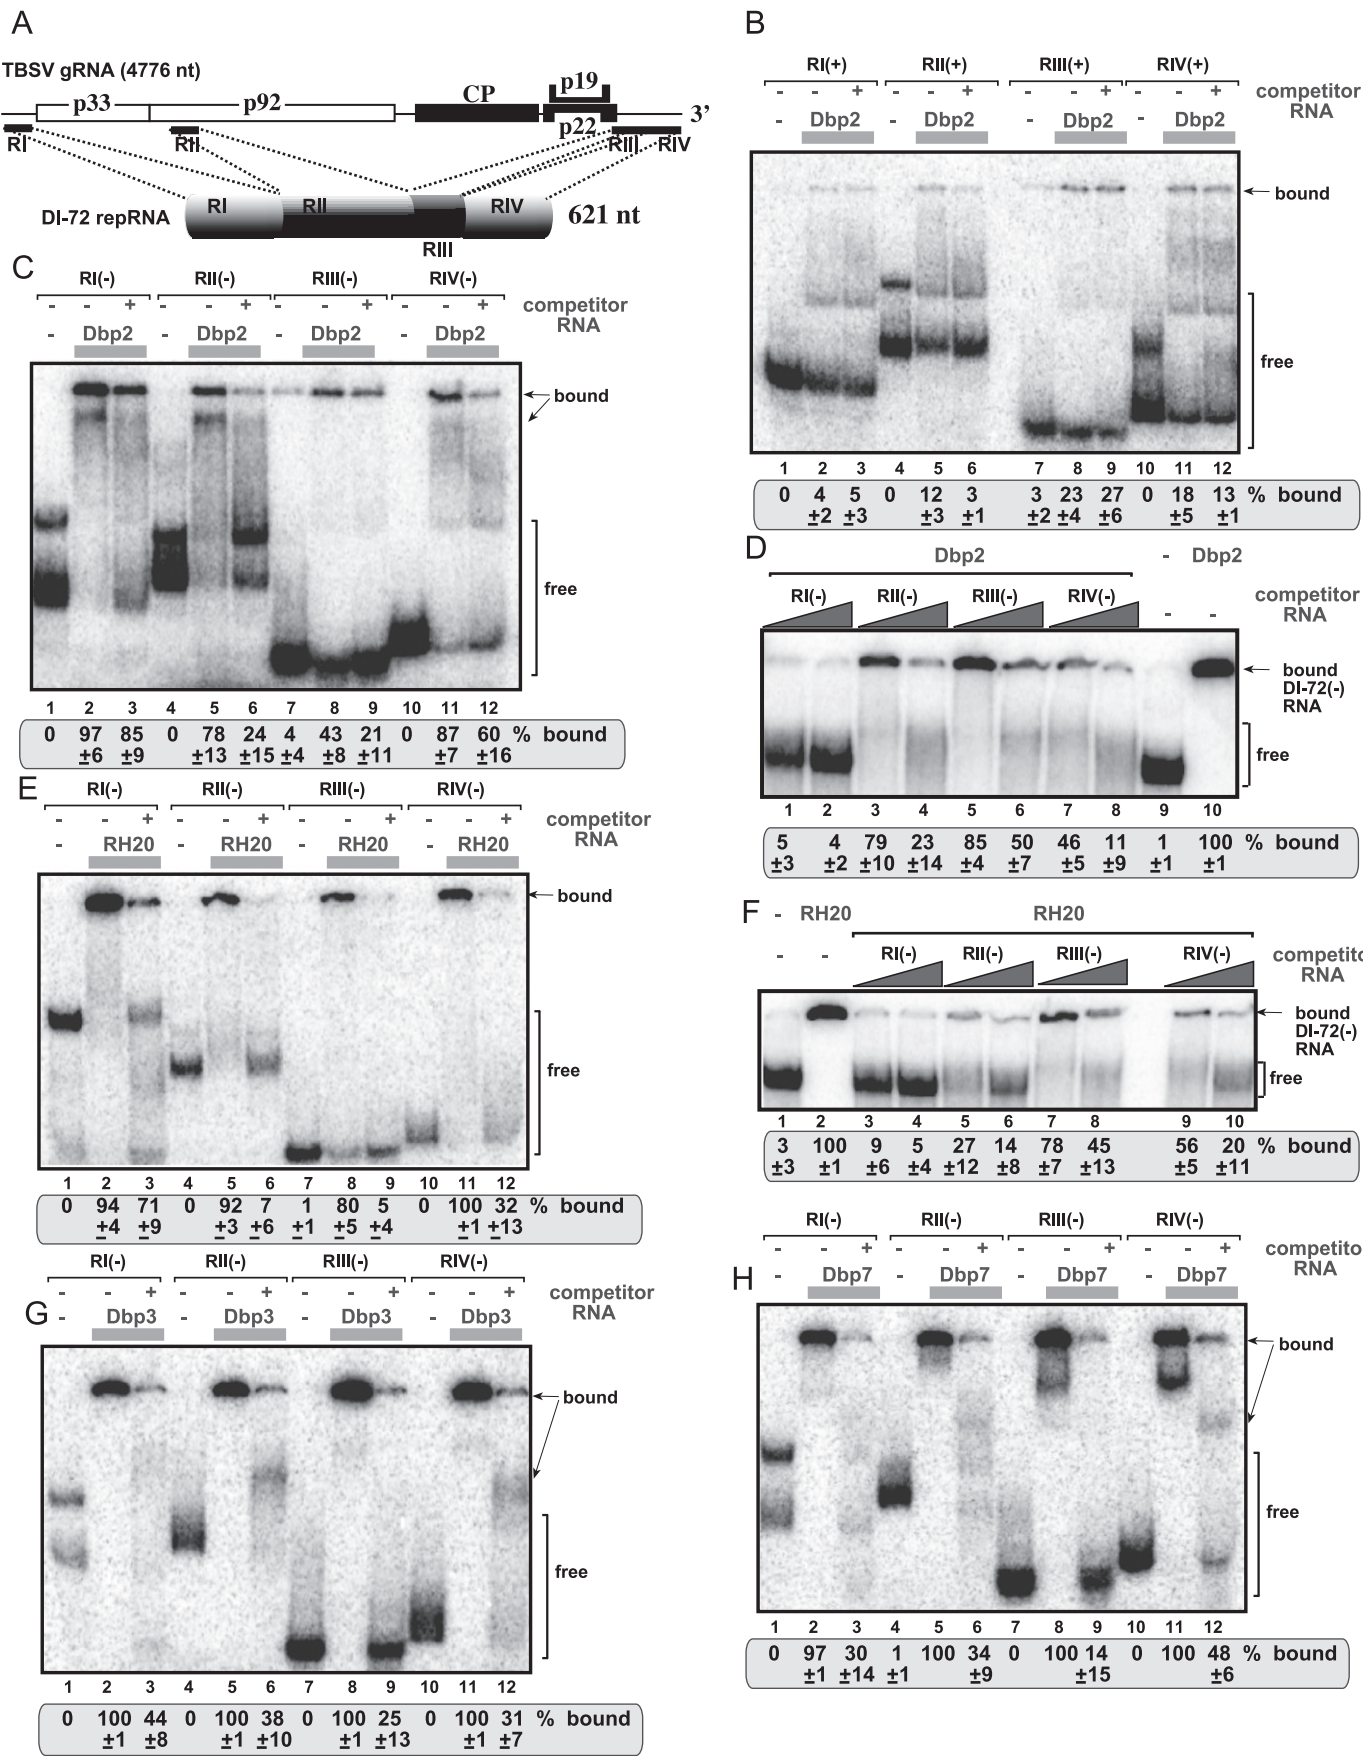 A
TBSV gRNA (4776 nt)
p33
p92
CP
p19
p22
3’
RI
RII
RIII
RIV
DI-72 repRNA
RI
RII
RIII
RIV
621 nt
B
RI(+) RII(+) RIII(+) RIV(+)
- + - + - + - + competitor
RNA
- Dbp2 - Dbp2 - Dbp2 - Dbp2
bound
free
1 2 3 4 5 6 7 8 9 10 11 12
0 4 5 0 12 3 3 23 27 0 18 13 % bound
±2 ±3 ±3 ±1 ±2 ±4 ±6 ±5 ±1
C
RI(-) RII(-) RIII(-) RIV(-)
- - + - - + - - + - - + competitor
RNA
- Dbp2 Dbp2 - Dbp2 Dbp2
bound
free
1 2 3 4 5 6 7 8 9 10 11 12
0 97 85 0 78 24 4 43 21 0 87 60 % bound
±6 ±9 ±13 ±15 ±4 ±8 ±11 ±7 ±16
D
Dbp2 - Dbp2
RI(-) RII(-) RIII(-) RIV(-) competitor
- - RNA
bound
DI-72(-)
RNA
free
1 2 3 4 5 6 7 8 9 10
5 4 79 23 85 50 46 11 1 100 % bound
±3 ±2 ±10 ±14 ±4 ±7 ±5 ±9 ±1 ±1
E
RI(-) RII(-) RIII(-) RIV(-)
- - + - - + - - + - - + competitor
RNA
- RH20 RH20 RH20 - RH20
bound
free
1 2 3 4 5 6 7 8 9 10 11 12
0 94 71 0 92 7 1 80 5 0 100 32 % bound
±4 ±9 ±3 ±6 ±1 ±5 ±4 ±1 ±13
F
- RH20 RH20
RI(-) RII(-) RIII(-) RIV(-) competito
- - RNA
bound
DI-72(-)
RNA
free
1 2 3 4 5 6 7 8 9 10
3 100 9 5 27 14 78 45 56 20 % bound
±3 ±1 ±6 ±4 ±12 ±8 ±7 ±13 ±5 ±11
G
RI(-) RII(-) RIII(-) RIV(-)
- + - + - + - + competitor
RNA
- Dbp3 - Dbp3 - Dbp3 - Dbp3
bound
free
1 2 3 4 5 6 7 8 9 10 11 12
0 100 44 0 100 38 0 100 25 0 100 31 % bound
±1 ±8 ±1 ±10 ±1 ±13 ±1 ±7
H
RI(-) RII(-) RIII(-) RIV(-)
- + - + - + - + competito
RNA
- Dbp7 - Dbp7 - Dbp7 - Dbp7
bound
free
1 2 3 4 5 6 7 8 9 10 11 12
0 97 30 1 100 34 0 100 14 0 100 48 % bound
±1 ±14 ±1 ±9 ±15 ±6